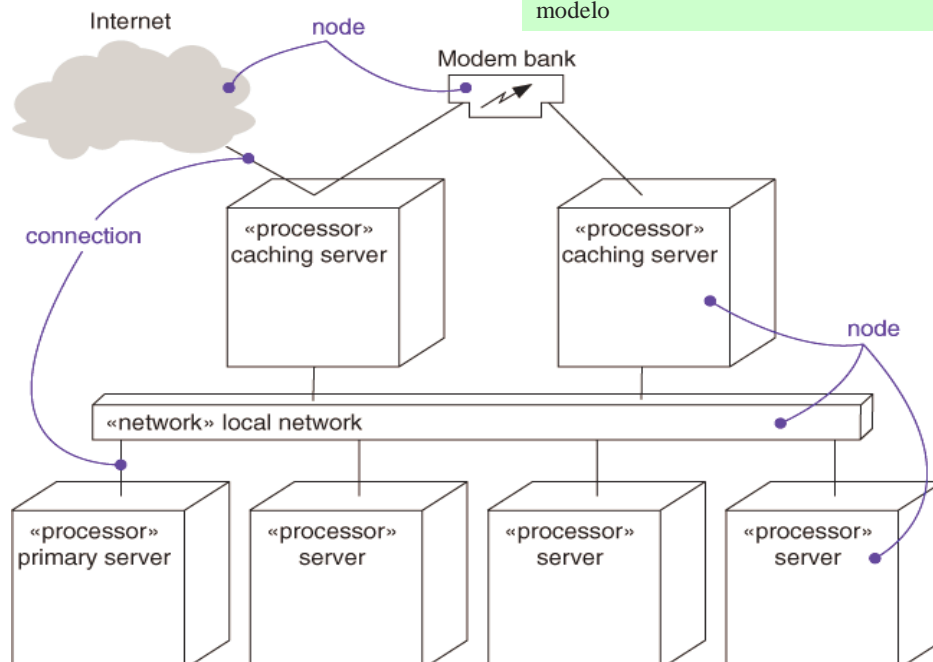 modelo
Internet
node
Modem bank
«processor»
caching server
«processor»
caching server
connection
node
«network» local network
«processor»
primary server
«processor»
server
«processor»
server
«processor»
server